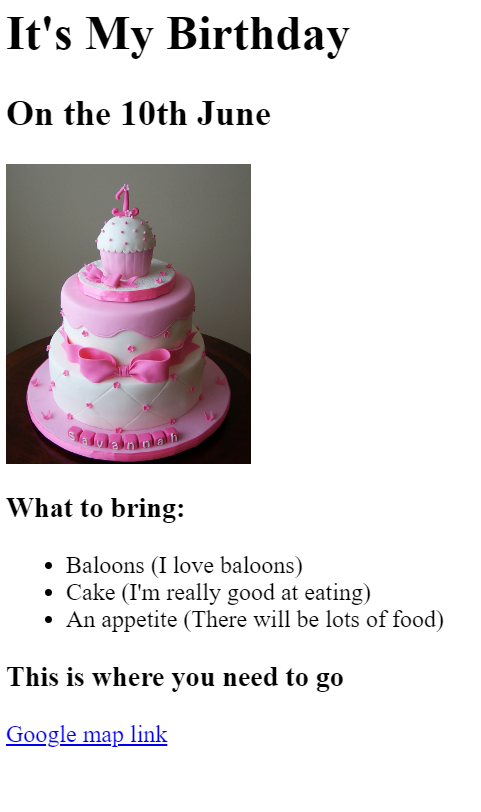 It's My Birthday
On the 10th June
1
Savannah
What to bring:
Baloons (I love baloons)
Cake (I'm really good at eating)
An appetite (There will be lots of food)
This is where you need to go
Google map link